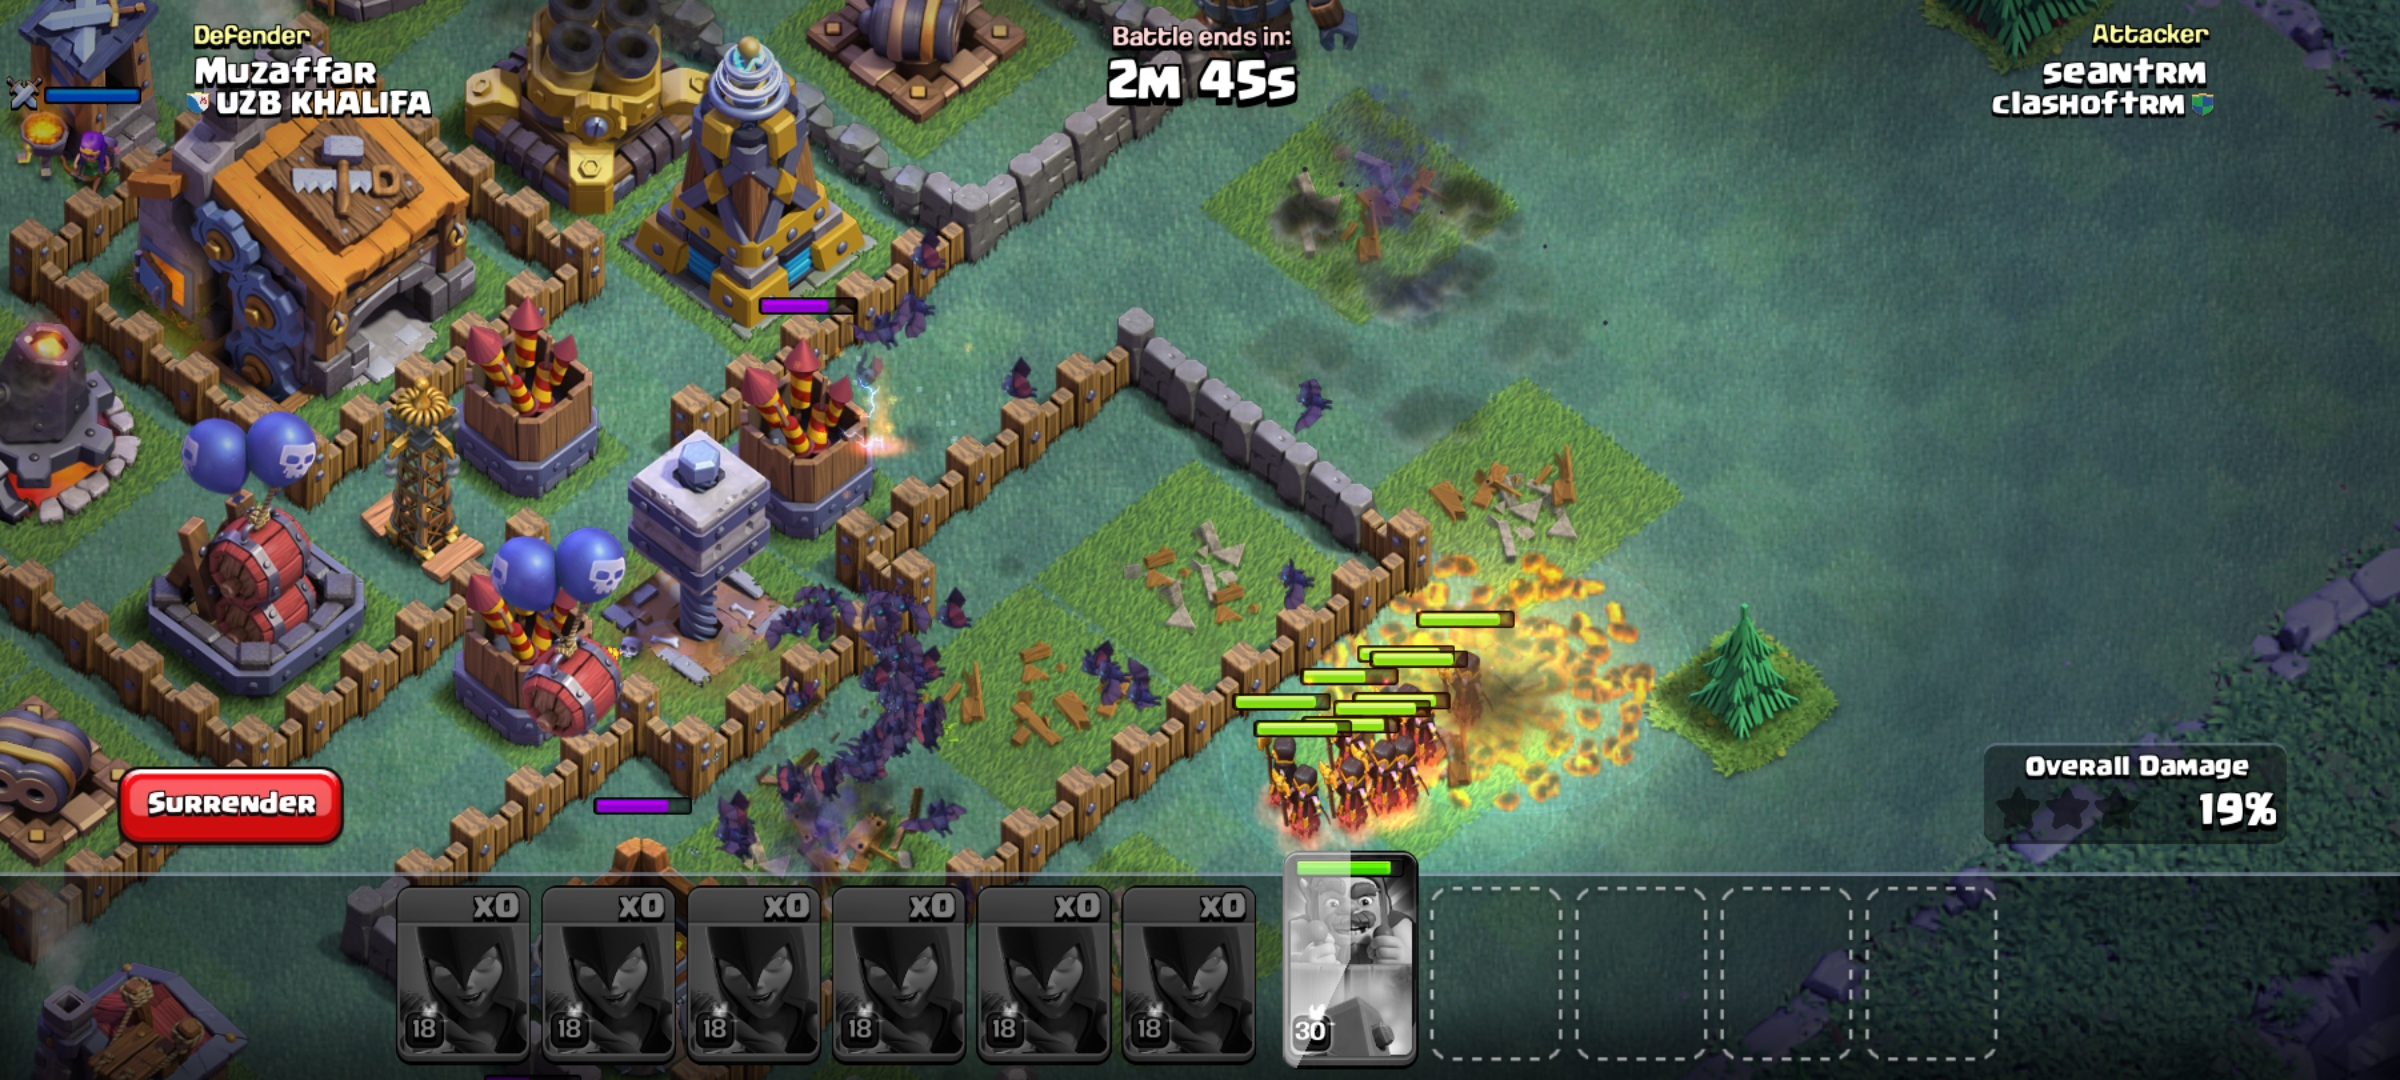 Defender
Muzaffar
UZB KHALIFA
Battle ends in:
2M 45s
Attacker
seantRM
clashoftRM
Surrender
Overall Damage
19%
x0
x0
x0
x0
x0
x0
18
18
18
18
18
18
30